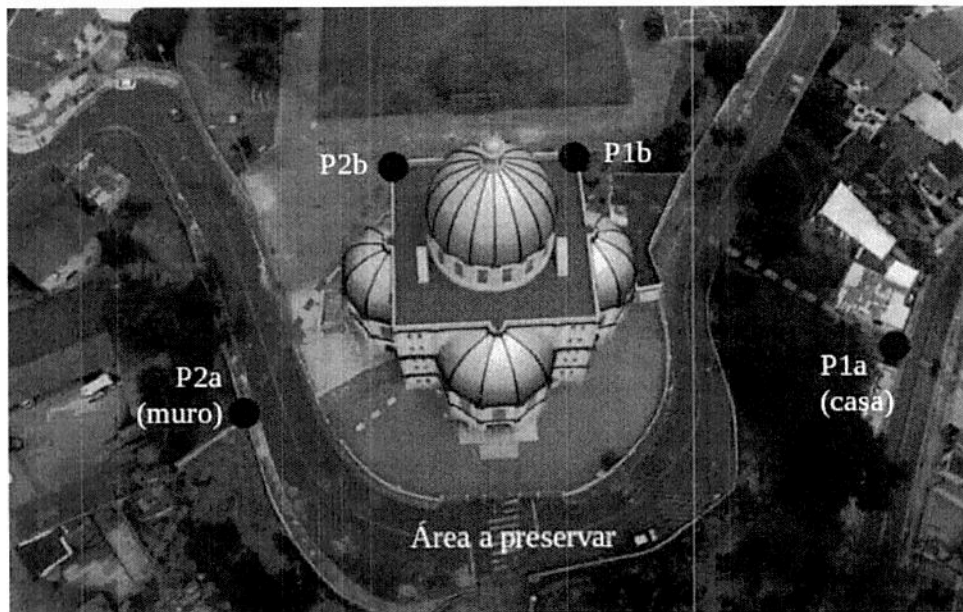 P2b
P1b
P2a
(muro)
P1a
(casa)
Área a preservar